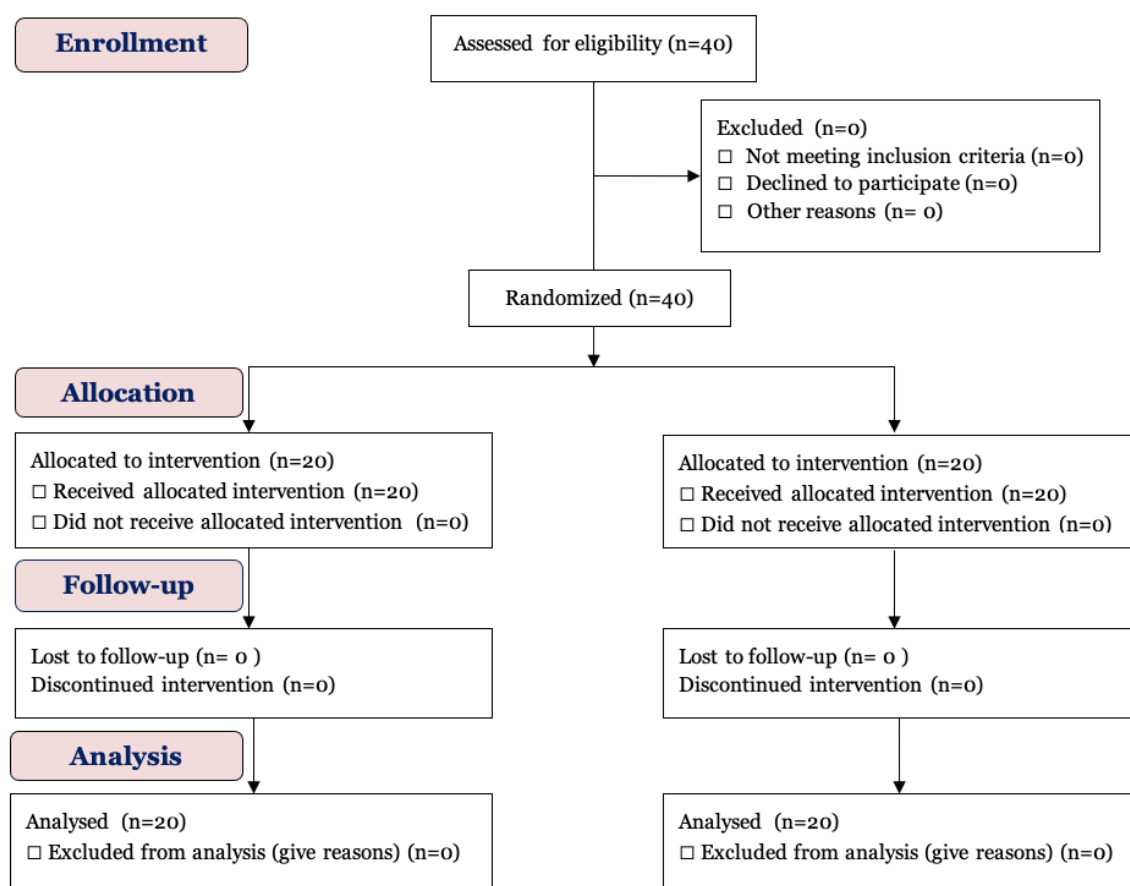 Enrollment
Assessed for eligibility (n=40)
Excluded (n=0)
☐ Not meeting inclusion criteria (n=0)
☐ Declined to participate (n=0)
☐ Other reasons (n= 0)
Randomized (n=40)
Allocation
Allocated to intervention (n=20)
☐ Received allocated intervention (n=20)
☐ Did not receive allocated intervention (n=0)
Allocated to intervention (n=20)
☐ Received allocated intervention (n=20)
☐ Did not receive allocated intervention (n=0)
Follow-up
Lost to follow-up (n= 0 )
Discontinued intervention (n=0)
Lost to follow-up (n= 0 )
Discontinued intervention (n=0)
Analysis
Analysed (n=20)
☐ Excluded from analysis (give reasons) (n=0)
Analysed (n=20)
☐ Excluded from analysis (give reasons) (n=0)